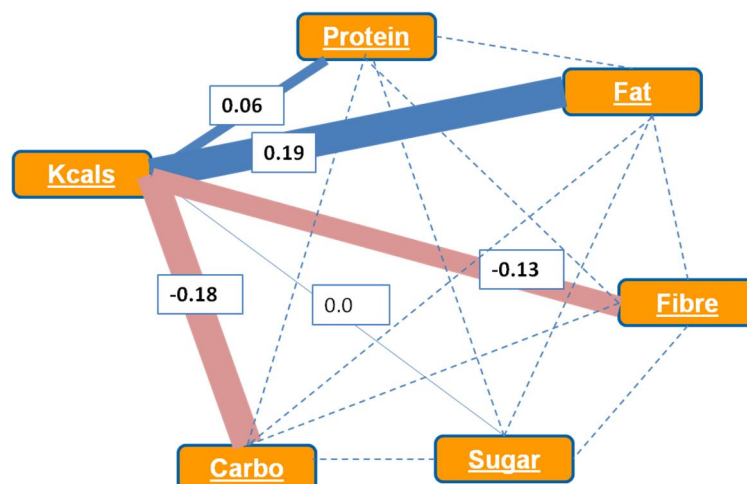 Protein
Fat
0.06
0.19
Kcals
-0.13
-0.18
0.0
Fibre
Carbo
Sugar